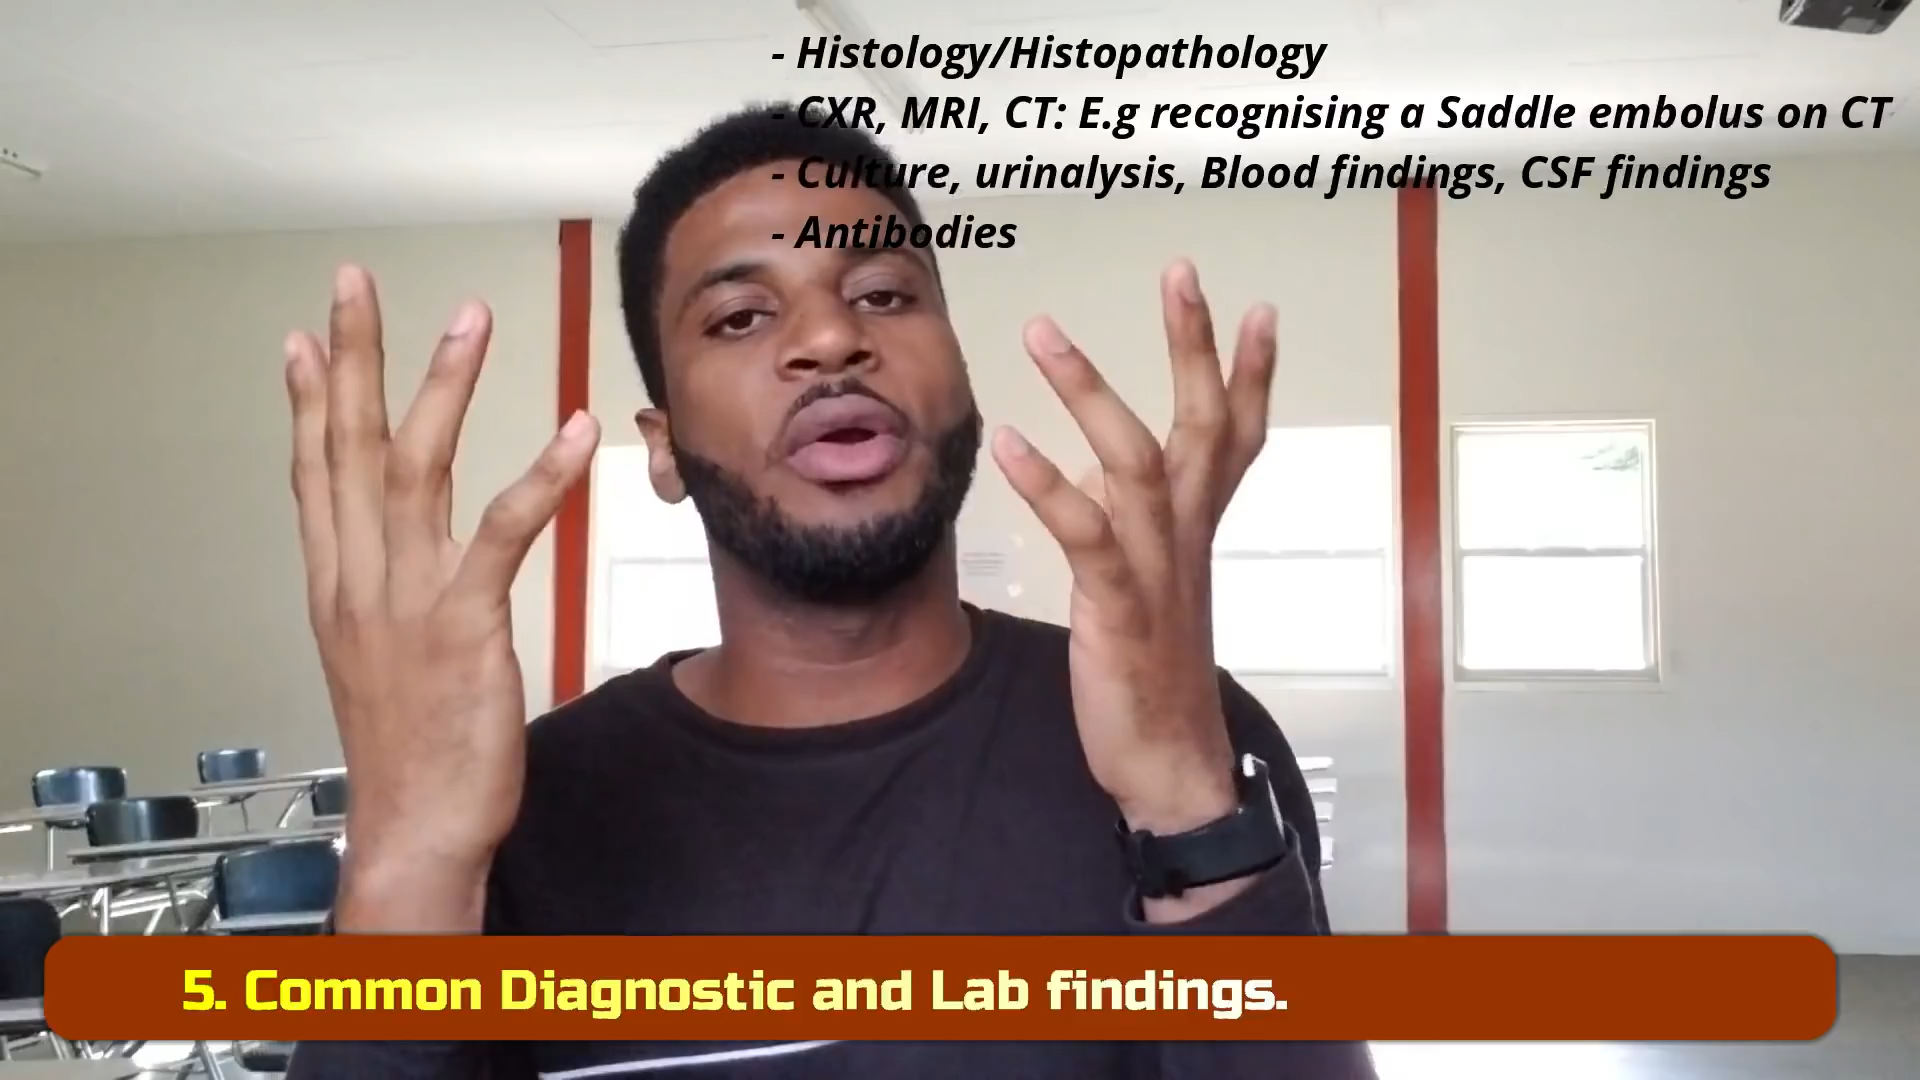 - Histology/Histopathology
- CXR, MRI, CT: E.g recognising a Saddle embolus on CT
- Culture, urinalysis, Blood findings, CSF findings
- Antibodies
5. Common Diagnostic and Lab findings.